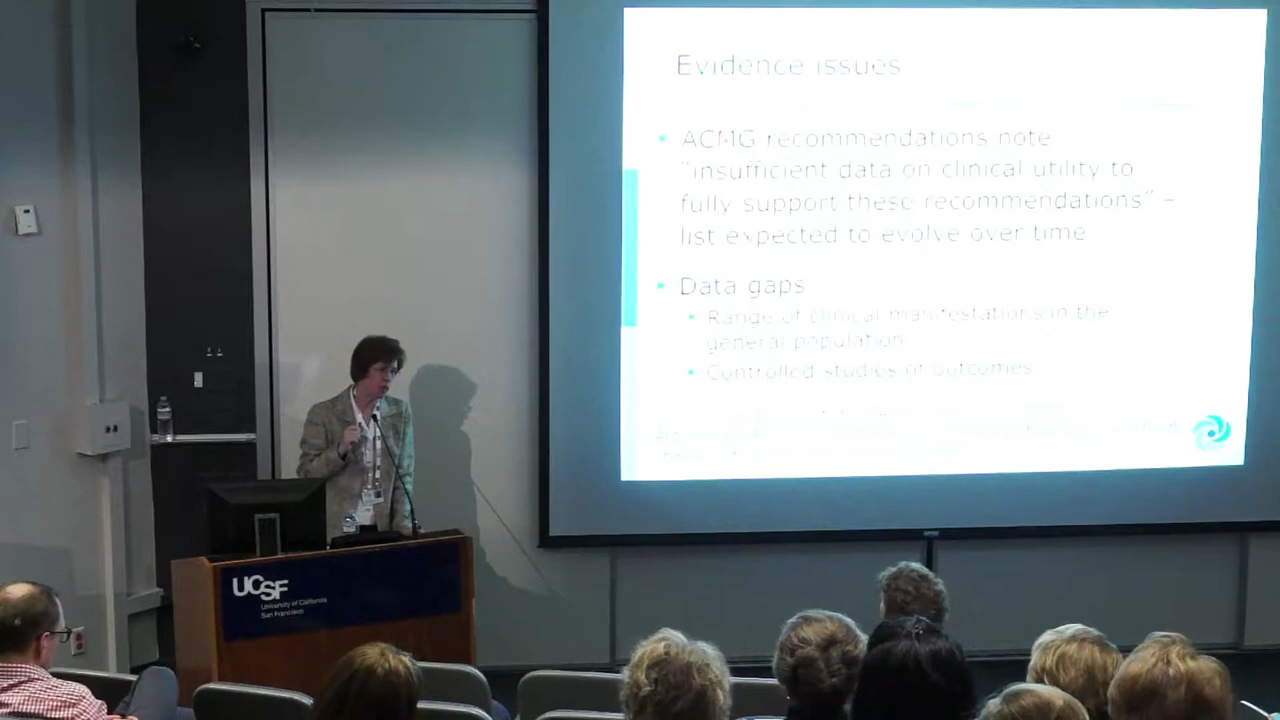 Evidence issues
• ACMG recommendations note
"insufficient data on clinical utility to
fully support these recommendations" –
list expected to evolve over time
• Data gaps
• Range of clinical manifestations in the
general population
• Controlled studies of outcomes
UCSF
University of California
San Francisco